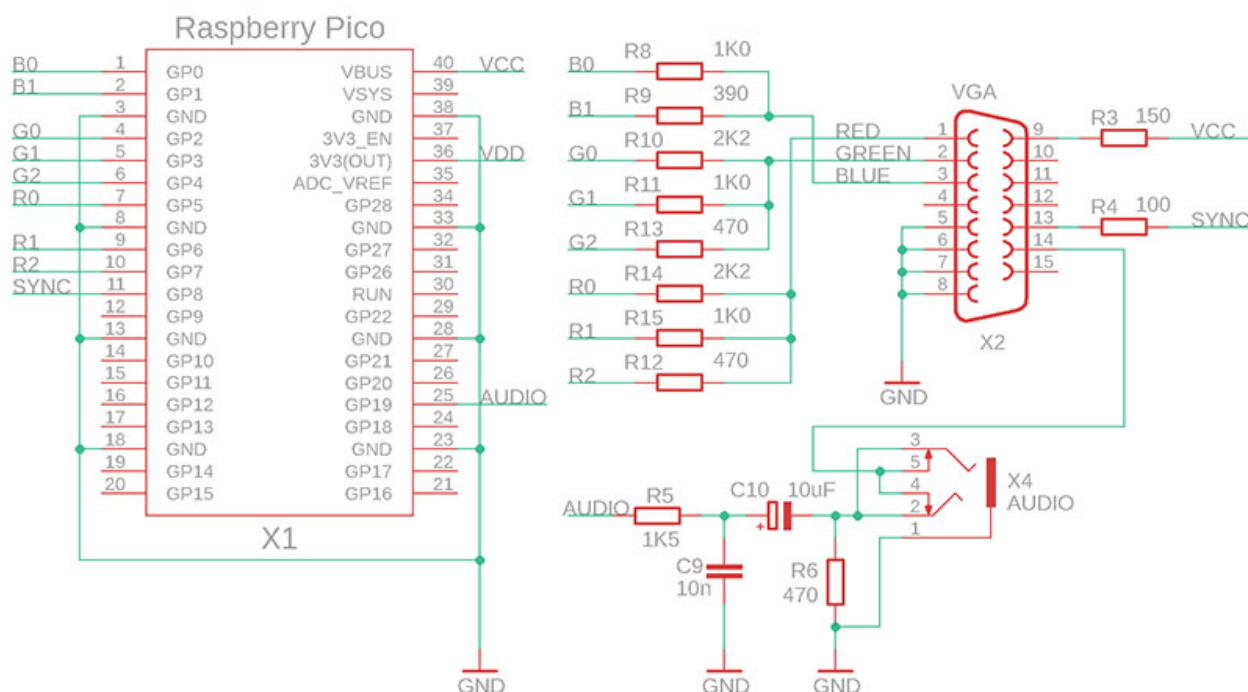 Raspberry Pico
B0 1 GP0 VBUS 40 VCC
B1 2 GP1 VSYS 39
3 GND GND 38
G0 4 GP2 3V3_EN 37
G1 5 GP3 3V3(OUT) 36 VDD
G2 6 GP4 ADC_VREF 35
R0 7 GP5 GP28 34
8 GND GND 33
R1 9 GP6 GP27 32
R2 10 GP7 GP26 31
SYNC 11 GP8 RUN 30
12 GP9 GP22 29
13 GND GND 28
14 GP10 GP21 27
15 GP11 GP20 26
16 GP12 GP19 25 AUDIO
17 GP13 GP18 24
18 GND GND 23
19 GP14 GP17 22
20 GP15 GP16 21
X1
GND
B0 R8 1K0
B1 R9 390
G0 R10 2K2
G1 R11 1K0
G2 R13 470
R0 R14 2K2
R1 R15 1K0
R2 R12 470
VGA
RED 1 9 R3 150 VCC
GREEN 2 10
BLUE 3 11
4 12
5 13 R4 100 SYNC
6 14
7 15
8
X2
GND
AUDIO R5 1K5
C10 10uF
+
C9 10n
R6 470
3
5
4
2
1
X4
AUDIO
GND
GND